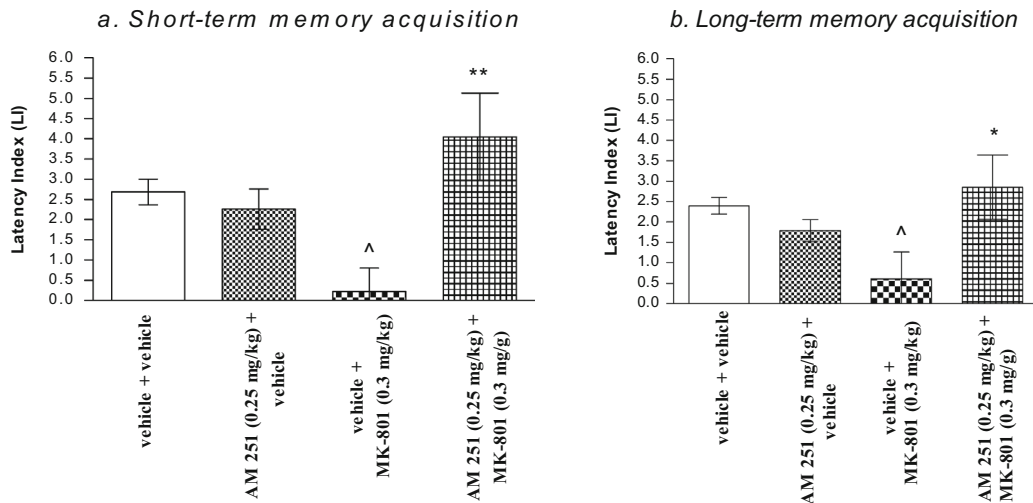 a. Short-term memory acquisition
Latency Index (LI)
6.0
5.5
5.0
4.5
4.0
3.5
3.0
2.5
2.0
1.5
1.0
0.5
0.0
^
**
vehicle + vehicle
AM 251 (0.25 mg/kg) +
vehicle
vehicle +
MK-801 (0.3 mg/kg)
AM 251 (0.25 mg/kg) +
MK-801 (0.3 mg/g)
b. Long-term memory acquisition
Latency Index (LI)
6.0
5.5
5.0
4.5
4.0
3.5
3.0
2.5
2.0
1.5
1.0
0.5
0.0
^
*
vehicle + vehicle
AM 251 (0.25 mg/kg) +
vehicle
vehicle +
MK-801 (0.3 mg/kg)
AM 251 (0.25 mg/kg) +
MK-801 (0.3 mg/g)